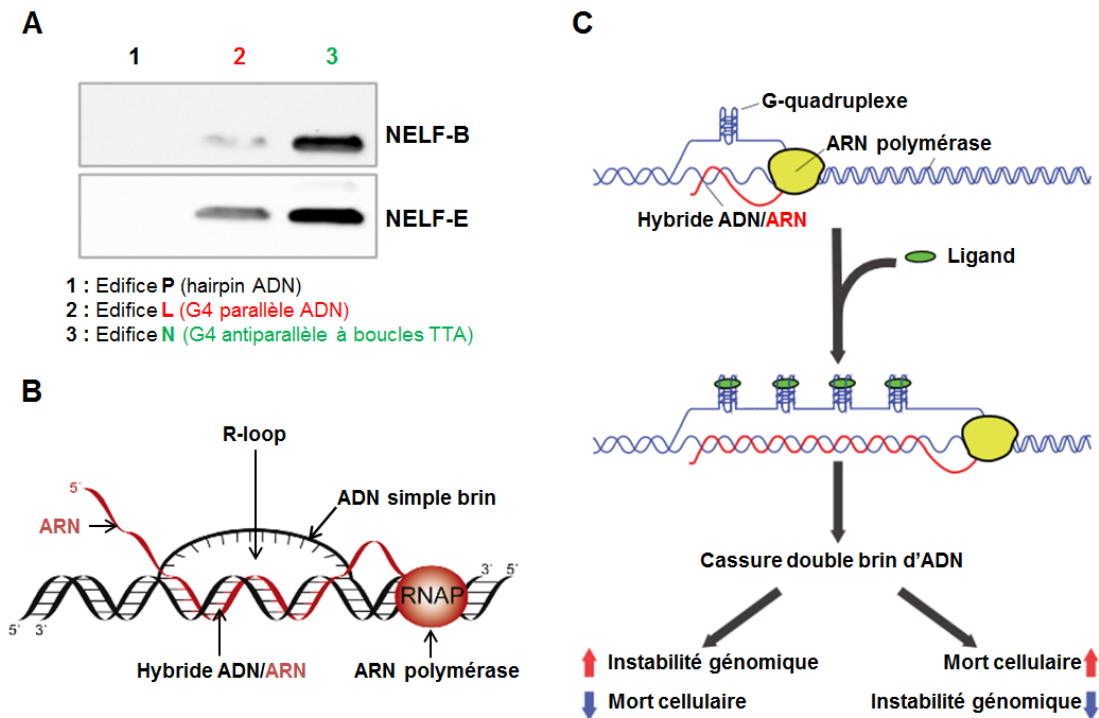 A
1 2 3
NELF-B
NELF-E
1 : Edifice P (hairpin ADN)
2 : Edifice L (G4 parallèle ADN)
3 : Edifice N (G4 antiparallèle à boucles TTA)
B
R-loop
ADN simple brin
5'
ARN
RNAP
3' 5'
5' 3'
Hybride ADN/ARN
ARN polymérase
C
G-quadruplexe
ARN polymérase
Hybride ADN/ARN
Ligand
Cassure double brin d'ADN
Instabilité génomique
Mort cellulaire
Mort cellulaire
Instabilité génomique